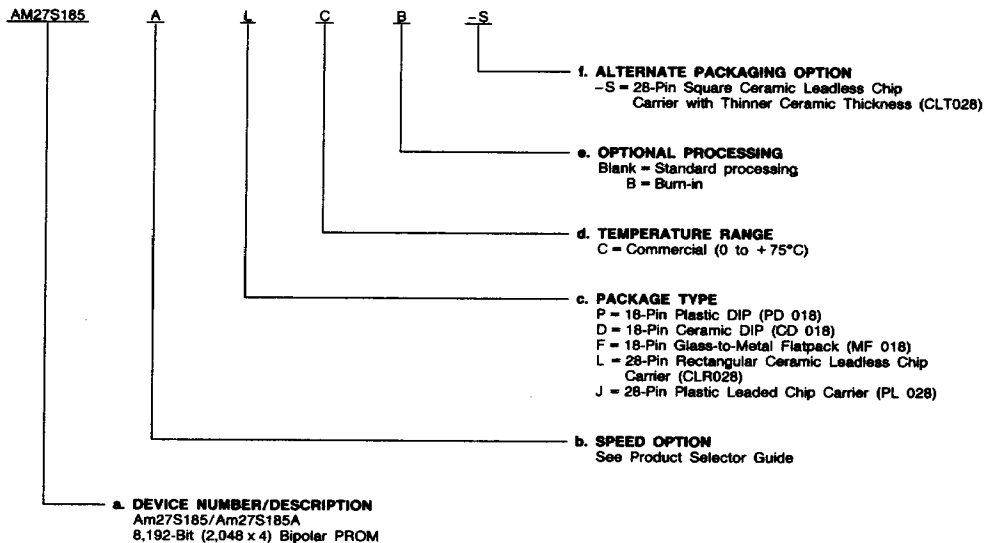 AM27S185 A L C B -S
f. ALTERNATE PACKAGING OPTION
-S = 28-Pin Square Ceramic Leadless Chip
Carrier with Thinner Ceramic Thickness (CLT028)
e. OPTIONAL PROCESSING
Blank = Standard processing
B = Burn-in
d. TEMPERATURE RANGE
C = Commercial (0 to +75°C)
c. PACKAGE TYPE
P = 18-Pin Plastic DIP (PD 018)
D = 18-Pin Ceramic DIP (CD 018)
F = 18-Pin Glass-to-Metal Flatpack (MF 018)
L = 28-Pin Rectangular Ceramic Leadless Chip
Carrier (CLR028)
J = 28-Pin Plastic Leaded Chip Carrier (PL 028)
b. SPEED OPTION
See Product Selector Guide
a. DEVICE NUMBER/DESCRIPTION
Am27S185/Am27S185A
8,192-Bit (2,048 x 4) Bipolar PROM